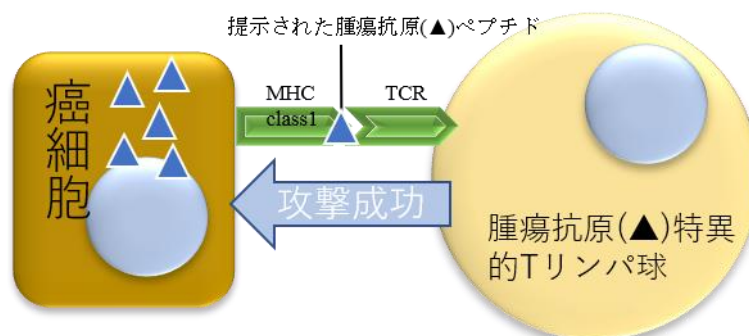 提示された腫瘍抗原(▲)ペプチド
癌細胞
MHC
class1
TCR
攻撃成功
腫瘍抗原(▲)特異
的Tリンパ球